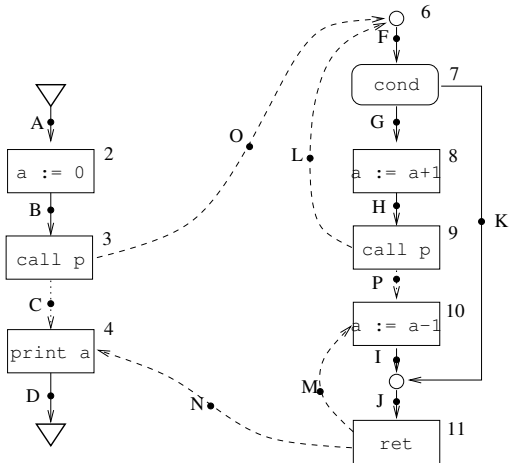 6
F
cond
7
A
G
O
L
a := 0
2
a := a+1
8
B
H
K
3
call p
call p
9
C
P
4
print a
a := a-1
10
I
D
M
N
J
ret
11